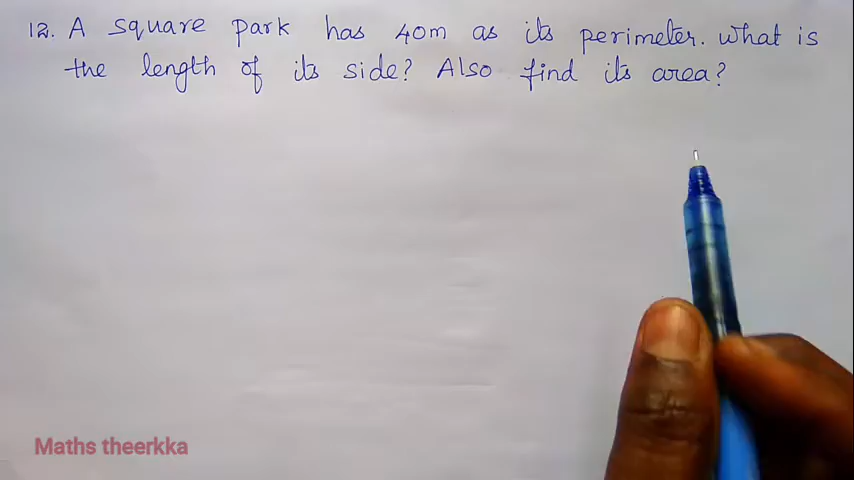 12. A square park has 40m as its perimeter. What is
the length of its side? Also find its area?
Maths theerkka